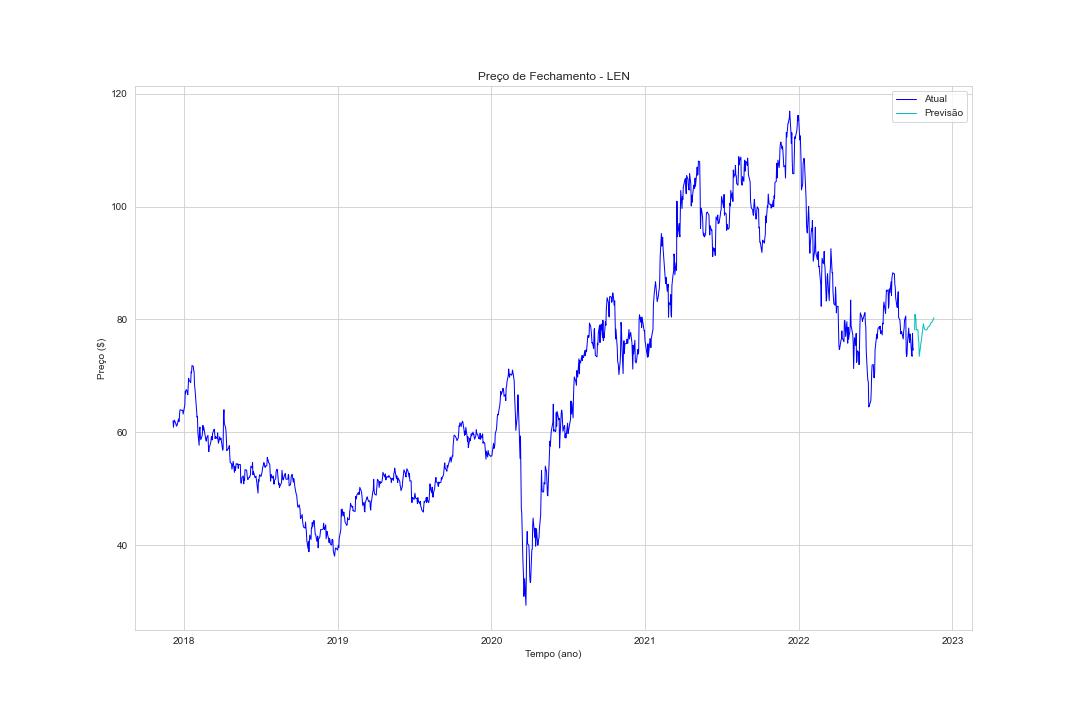 Preço de Fechamento - LEN
120
100
80
60
40
Preço ($)
Atual
Previsão
2018
2019
2020
2021
2022
2023
Tempo (ano)